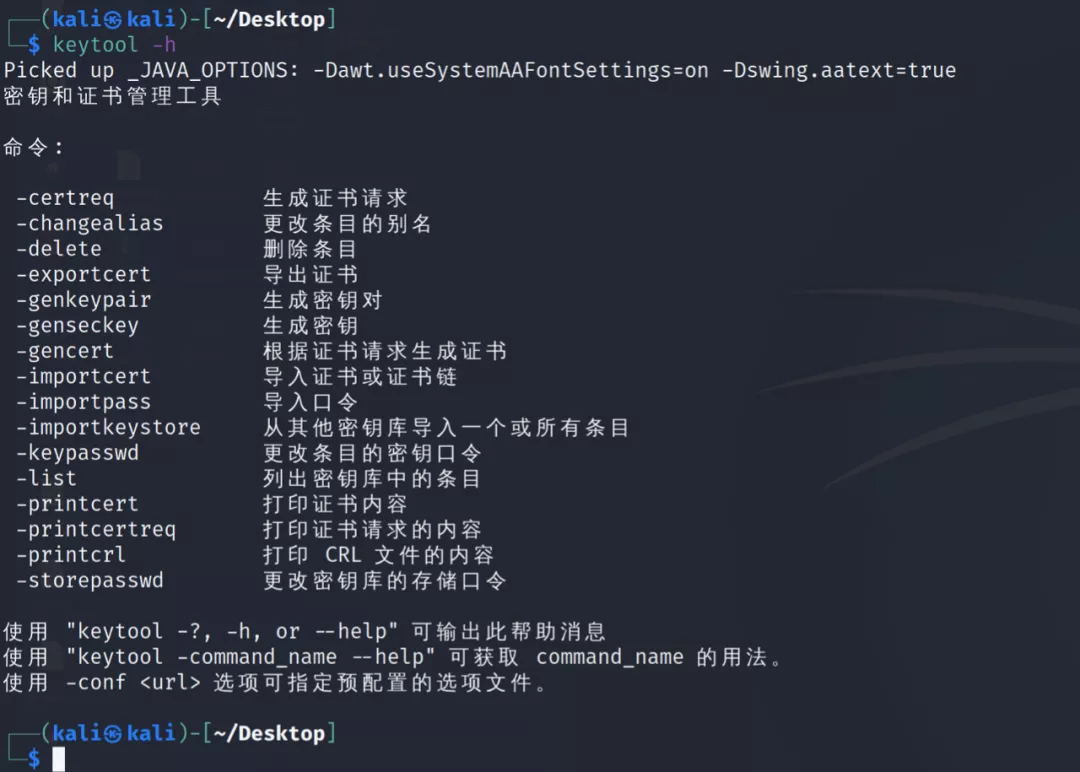 ┌──(kali㉿kali)-[~/Desktop]
└─$ keytool -h
Picked up _JAVA_OPTIONS: -Dawt.useSystemAAFontSettings=on -Dswing.aatext=true
密钥和证书管理工具
命令:
-certreq 生成证书请求
-changealias 更改条目的别名
-delete 删除条目
-exportcert 导出证书
-genkeypair 生成密钥对
-genseckey 生成密钥
-gencert 根据证书请求生成证书
-importcert 导入证书或证书链
-importpass 导入口令
-importkeystore 从其他密钥库导入一个或所有条目
-keypasswd 更改条目的密钥口令
-list 列出密钥库中的条目
-printcert 打印证书内容
-printcertreq 打印证书请求的内容
-printcrl 打印 CRL 文件的内容
-storepasswd 更改密钥库的存储口令
使用 "keytool -?, -h, or --help" 可输出此帮助消息
使用 "keytool -command_name --help" 可获取 command_name 的用法。
使用 -conf <url> 选项可指定预配置的选项文件。
┌──(kali㉿kali)-[~/Desktop]
└─$